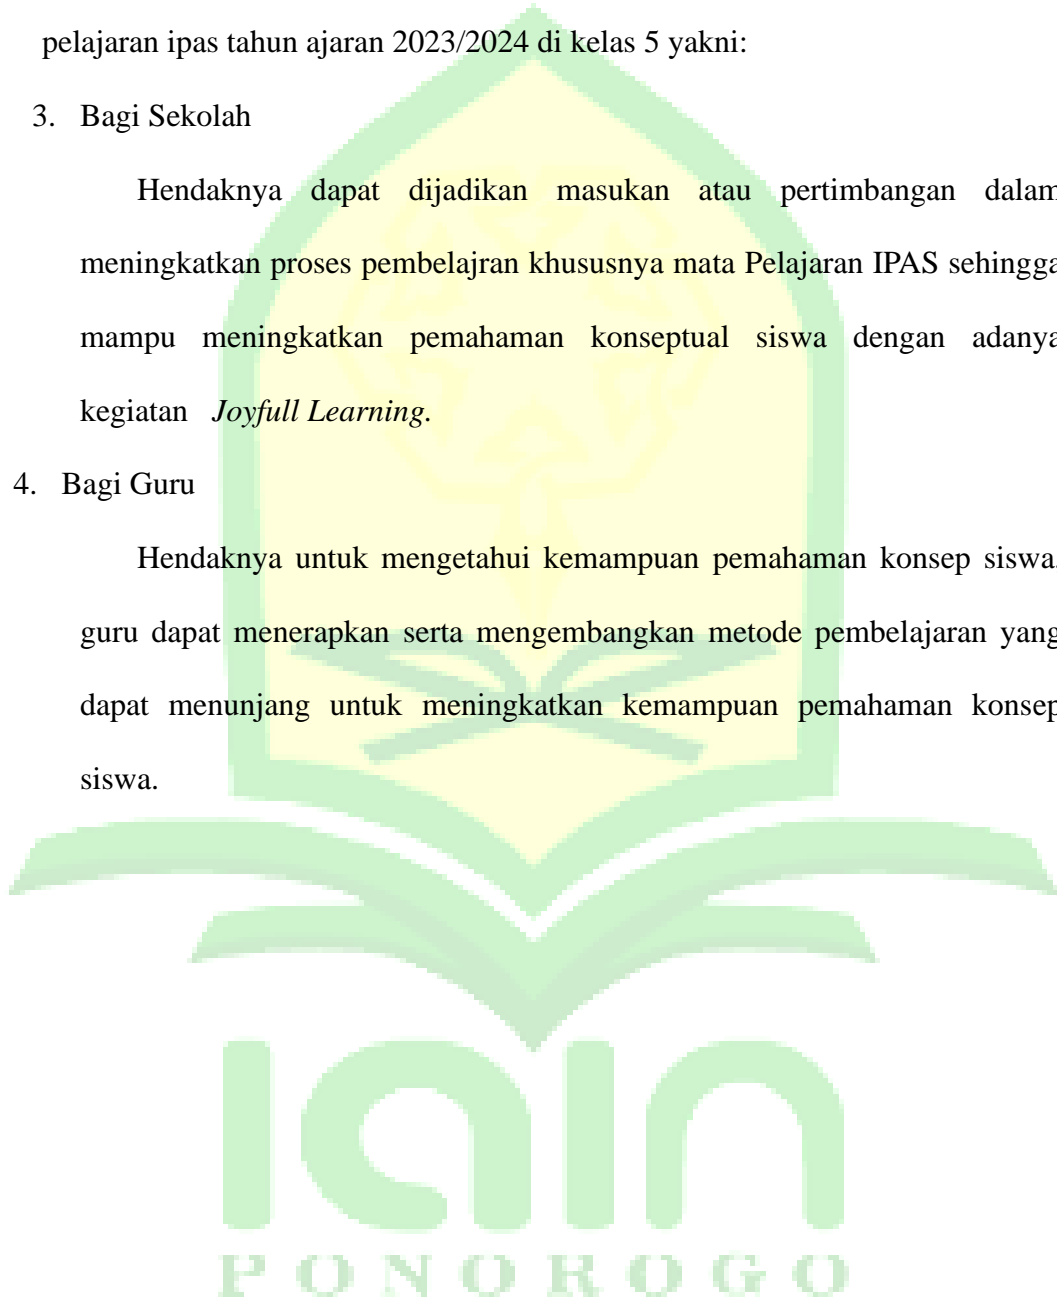 pelajaran ipas tahun ajaran 2023/2024 di kelas 5 yakni:
3. Bagi Sekolah
Hendaknya dapat dijadikan masukan atau pertimbangan dalam
meningkatkan proses pembelajran khususnya mata Pelajaran IPAS sehingga
mampu meningkatkan pemahaman konseptual siswa dengan adanya
kegiatan Joyfull Learning.
4. Bagi Guru
Hendaknya untuk mengetahui kemampuan pemahaman konsep siswa,
guru dapat menerapkan serta mengembangkan metode pembelajaran yang
dapat menunjang untuk meningkatkan kemampuan pemahaman konsep
siswa.
iain
PONOROGO